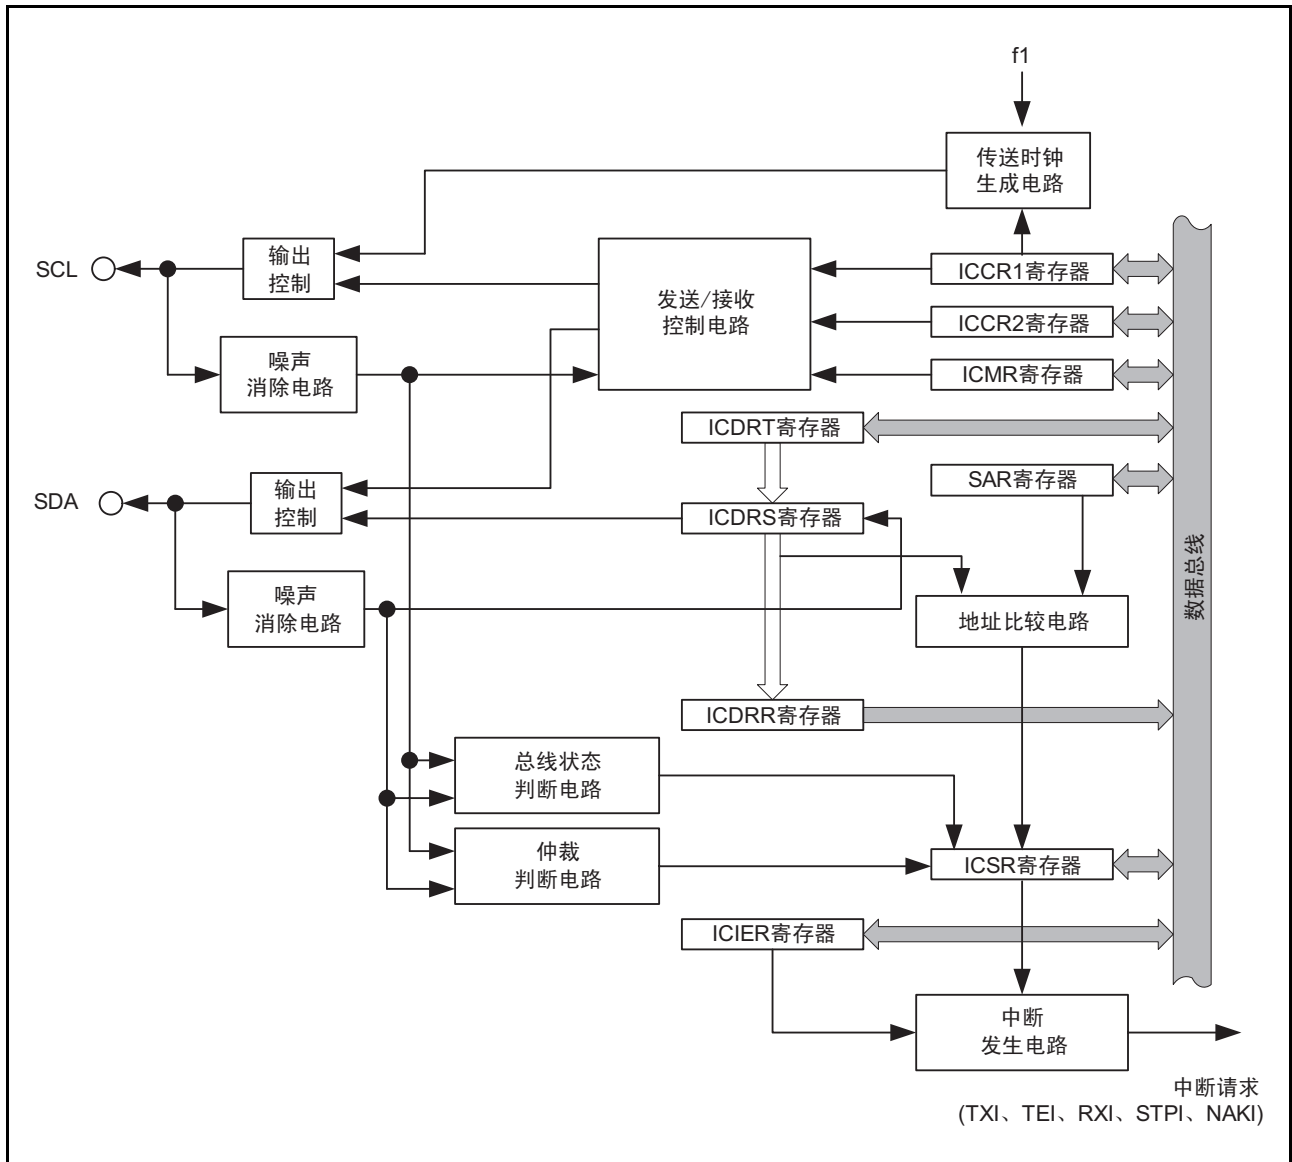 f1
传送时钟
生成电路
SCL
输出
控制
发送/接收
控制电路
ICCR1寄存器
ICCR2寄存器
噪声
消除电路
ICMR寄存器
ICDRT寄存器
SAR寄存器
SDA
输出
控制
ICDRS寄存器
数据总线
噪声
消除电路
地址比较电路
ICDRR寄存器
总线状态
判断电路
仲裁
判断电路
ICSR寄存器
ICIER寄存器
中断
发生电路
中断请求
(TXI、TEI、RXI、STPI、NAKI)